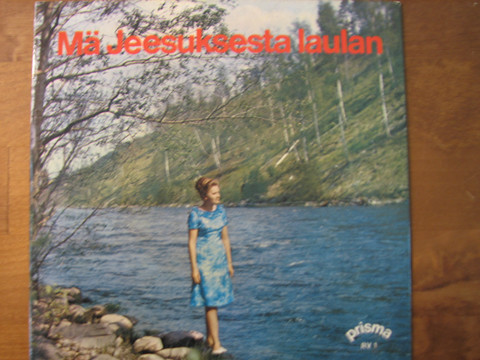 Mä Jeesuksesta laulan
prisma